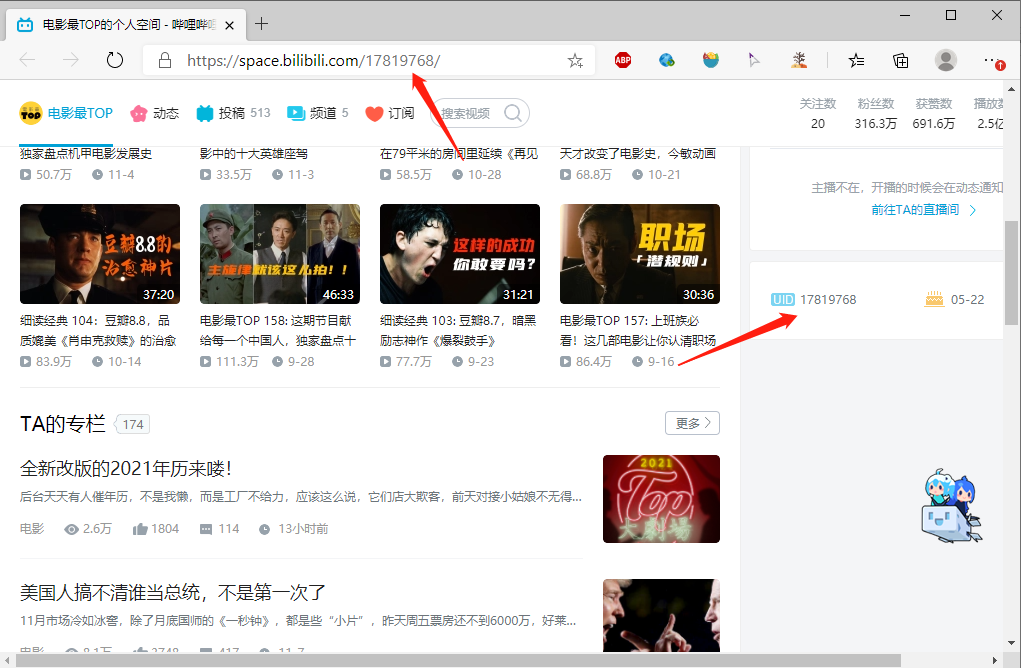 电影最TOP的个人空间 - 哔哩哔哩
https://space.bilibili.com/17819768/
ABP
电影最TOP 动态 投稿 513 频道 5 订阅 搜索视频
关注数 粉丝数 获赞数 播放数
20 316.3万 691.6万 2.5亿
独家盘点机甲电影发展史
影中的十大英雄座驾
在79平米的房间里延续《再见
天才改变了电影史，今敏动画
50.7万 11-4
33.5万 11-3
58.5万 10-28
68.8万 10-21
主播不在，开播的时候会在动态通知
前往TA的直播间
豆瓣8.8的
治愈神片
37:20
主旋律就该这么拍！！
46:33
这样的成功
你敢要吗?
31:21
职场
「潜规则」
30:36
UID 17819768 05-22
细读经典 104：豆瓣8.8，品
质媲美《肖申克救赎》的治愈
83.9万 10-14
电影最TOP 158: 这期节目献
给每一个中国人，独家盘点十
111.3万 9-28
细读经典 103: 豆瓣8.7，暗黑
励志神作《爆裂鼓手》
77.7万 9-23
电影最TOP 157: 上班族必
看！这几部电影让你认清职场
86.4万 9-16
TA的专栏 174 更多
全新改版的2021年历来喽！
后台天天有人催年历，不是我懒，而是工厂不给力，应该这么说，它们店大欺客，前天对接小姑娘不无得...
电影 2.6万 1804 114 13小时前
2021
Top
大劇場
美国人搞不清谁当总统，不是第一次了
11月市场冷如冰窖，除了月底国师的《一秒钟》，都是些“小片”，昨天周五票房还不到6000万，好莱...
电影 8.1万 3748 417 11-7